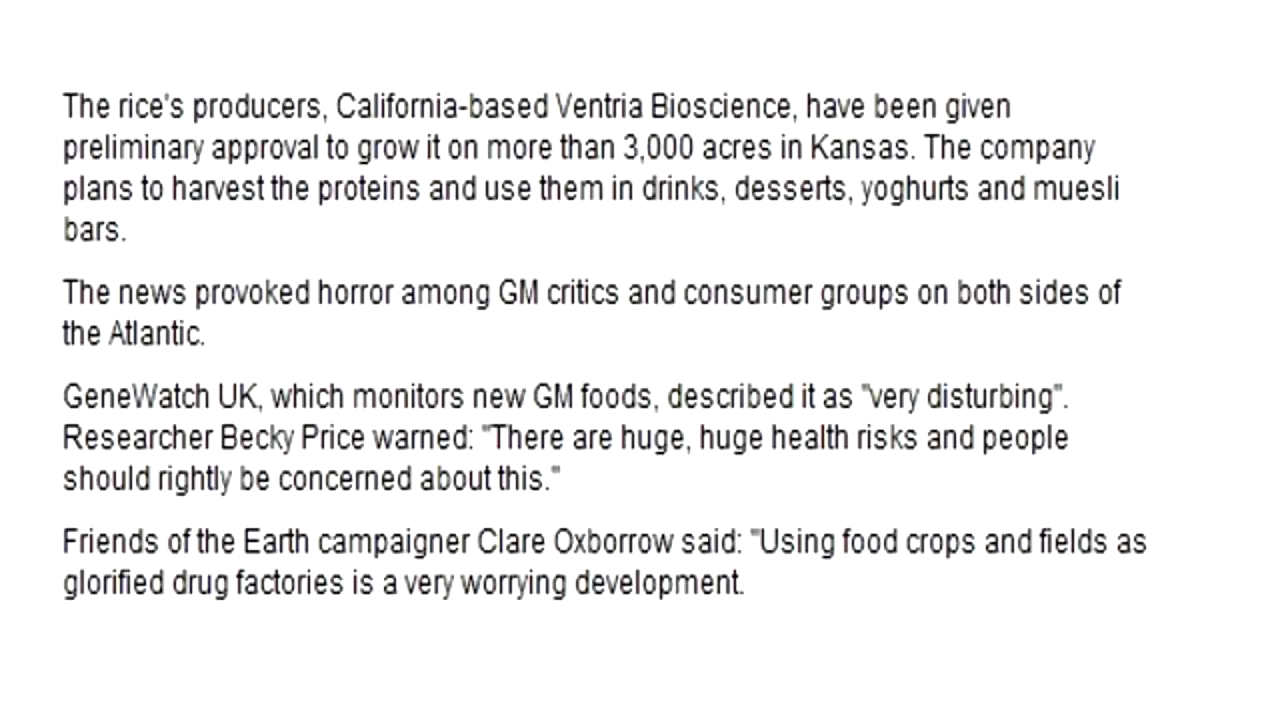 The rice's producers, California-based Ventria Bioscience, have been given
preliminary approval to grow it on more than 3,000 acres in Kansas. The company
plans to harvest the proteins and use them in drinks, desserts, yoghurts and muesli
bars.
The news provoked horror among GM critics and consumer groups on both sides of
the Atlantic.
GeneWatch UK, which monitors new GM foods, described it as "very disturbing".
Researcher Becky Price warned: "There are huge, huge health risks and people
should rightly be concerned about this."
Friends of the Earth campaigner Clare Oxborrow said: "Using food crops and fields as
glorified drug factories is a very worrying development.